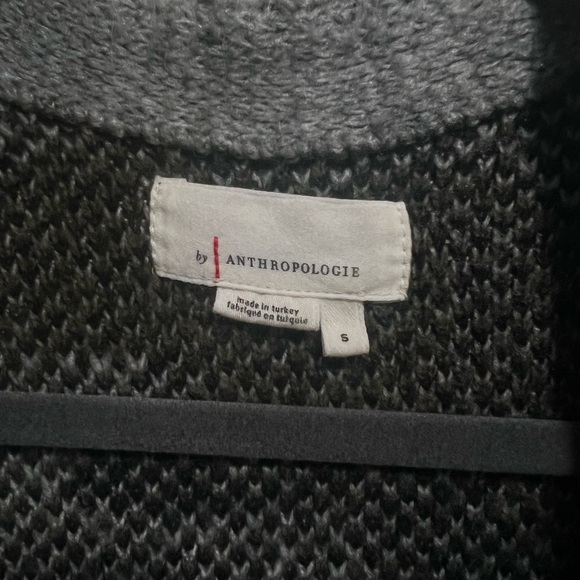 by ANTHROPOLOGIE
made in turkey
fabriqué en turquie
S